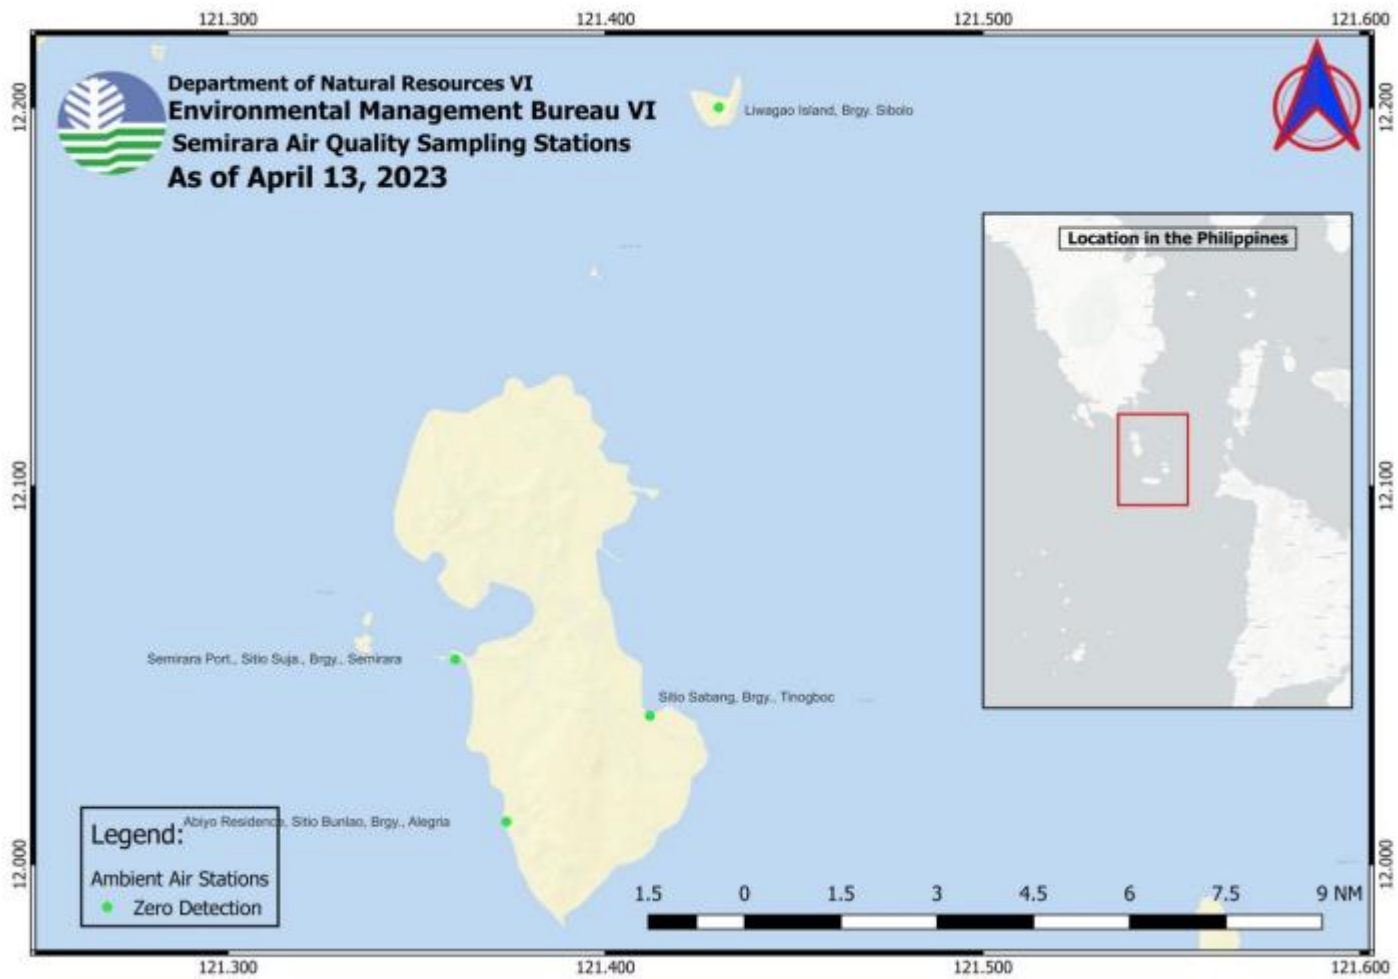 121.300 121.400 121.500 121.600
Department of Natural Resources VI
Environmental Management Bureau VI
Semirara Air Quality Sampling Stations
As of April 13, 2023
12.200
12.200
Liwagao Island, Brgy. Sibolo
Location in the Philippines
12.100
12.100
Semirara Port., Sitio Suja., Brgy., Semirara
Sitio Sabang, Brgy., Tinogboc
Abiyo Residence, Sitio Bunlao, Brgy., Alegria
Legend:
Ambient Air Stations
Zero Detection
12.000
12.000
1.5 0 1.5 3 4.5 6 7.5 9 NM
121.300 121.400 121.500 121.600